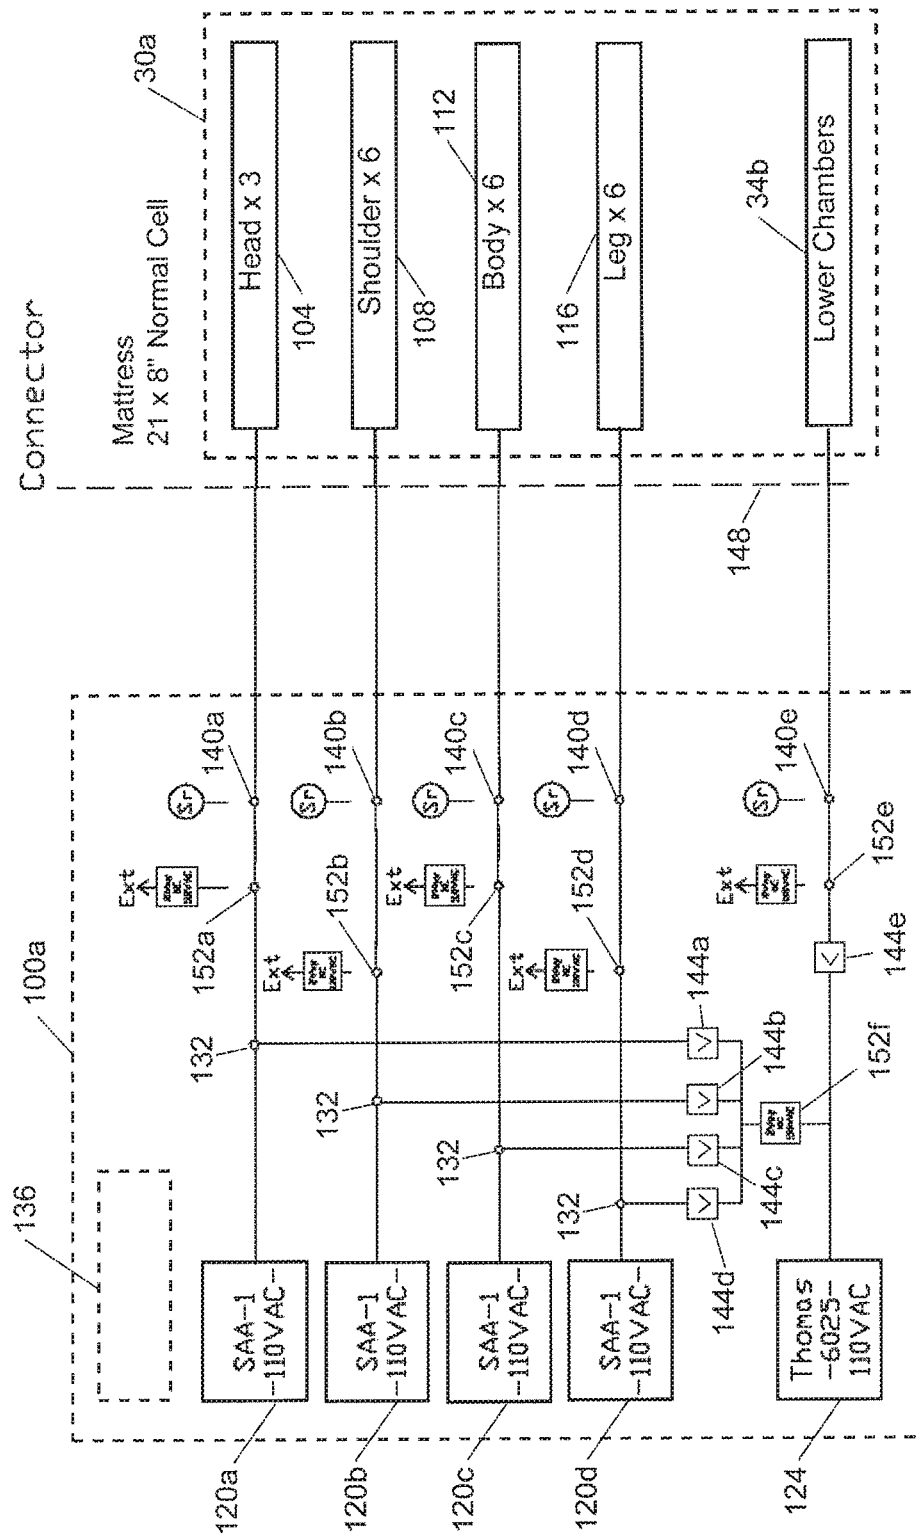 Connector
Mattress
21 x 8" Normal Cell
30a
Head x 3
104
Shoulder x 6
108
Body x 6
112
Leg x 6
116
Lower Chambers
34b
148
100a
136
Sr
140a
Ext
152a
132
SAA-1
-110VAC-
120a
Sr
140b
Ext
152b
132
SAA-1
-110VAC-
120b
Sr
140c
Ext
152c
132
SAA-1
-110VAC-
120c
Sr
140d
Ext
152d
132
SAA-1
-110VAC-
120d
Sr
140e
Ext
152e
144e
144a
144b
144c
144d
152f
Thomas
-6025-
110VAC
124